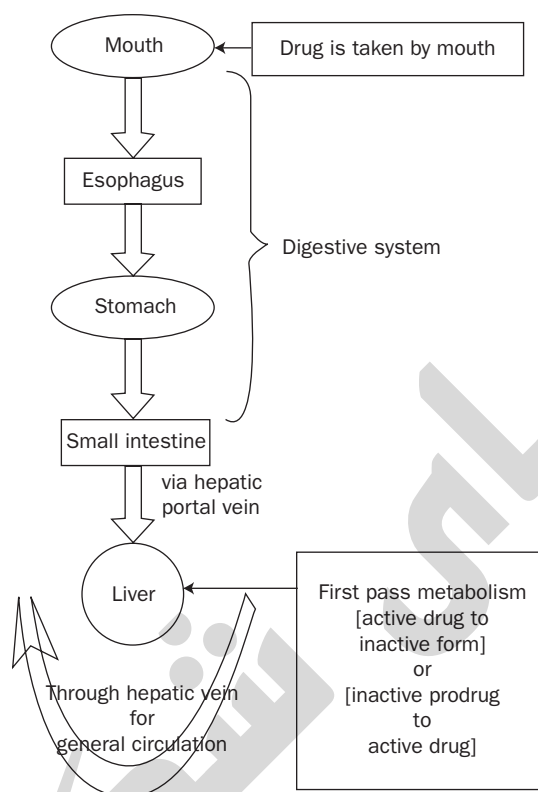 Mouth
Drug is taken by mouth
Esophagus
Digestive system
Stomach
Small intestine
via hepatic
portal vein
Liver
First pass metabolism
[active drug to
inactive form]
or
[inactive prodrug
to
active drug]
Through hepatic vein
for
general circulation